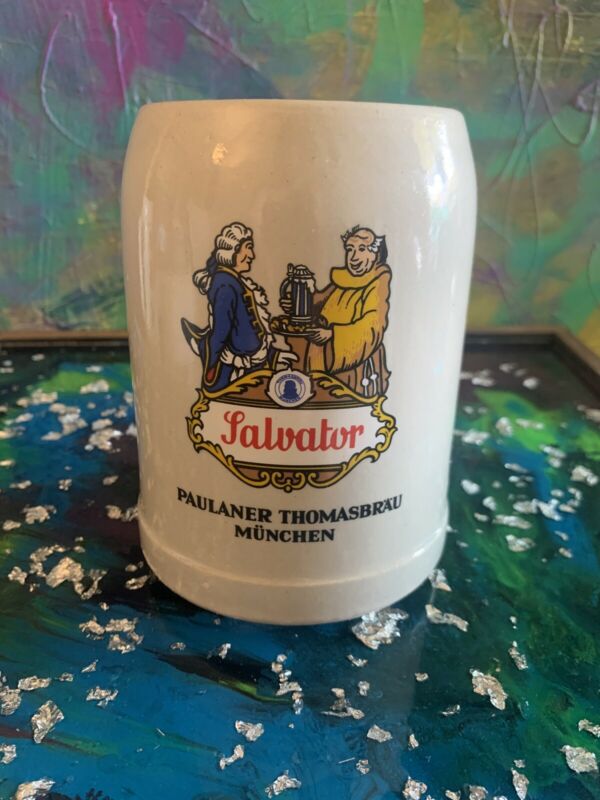 Salvator
PAULANER THOMASBRÄU
MÜNCHEN